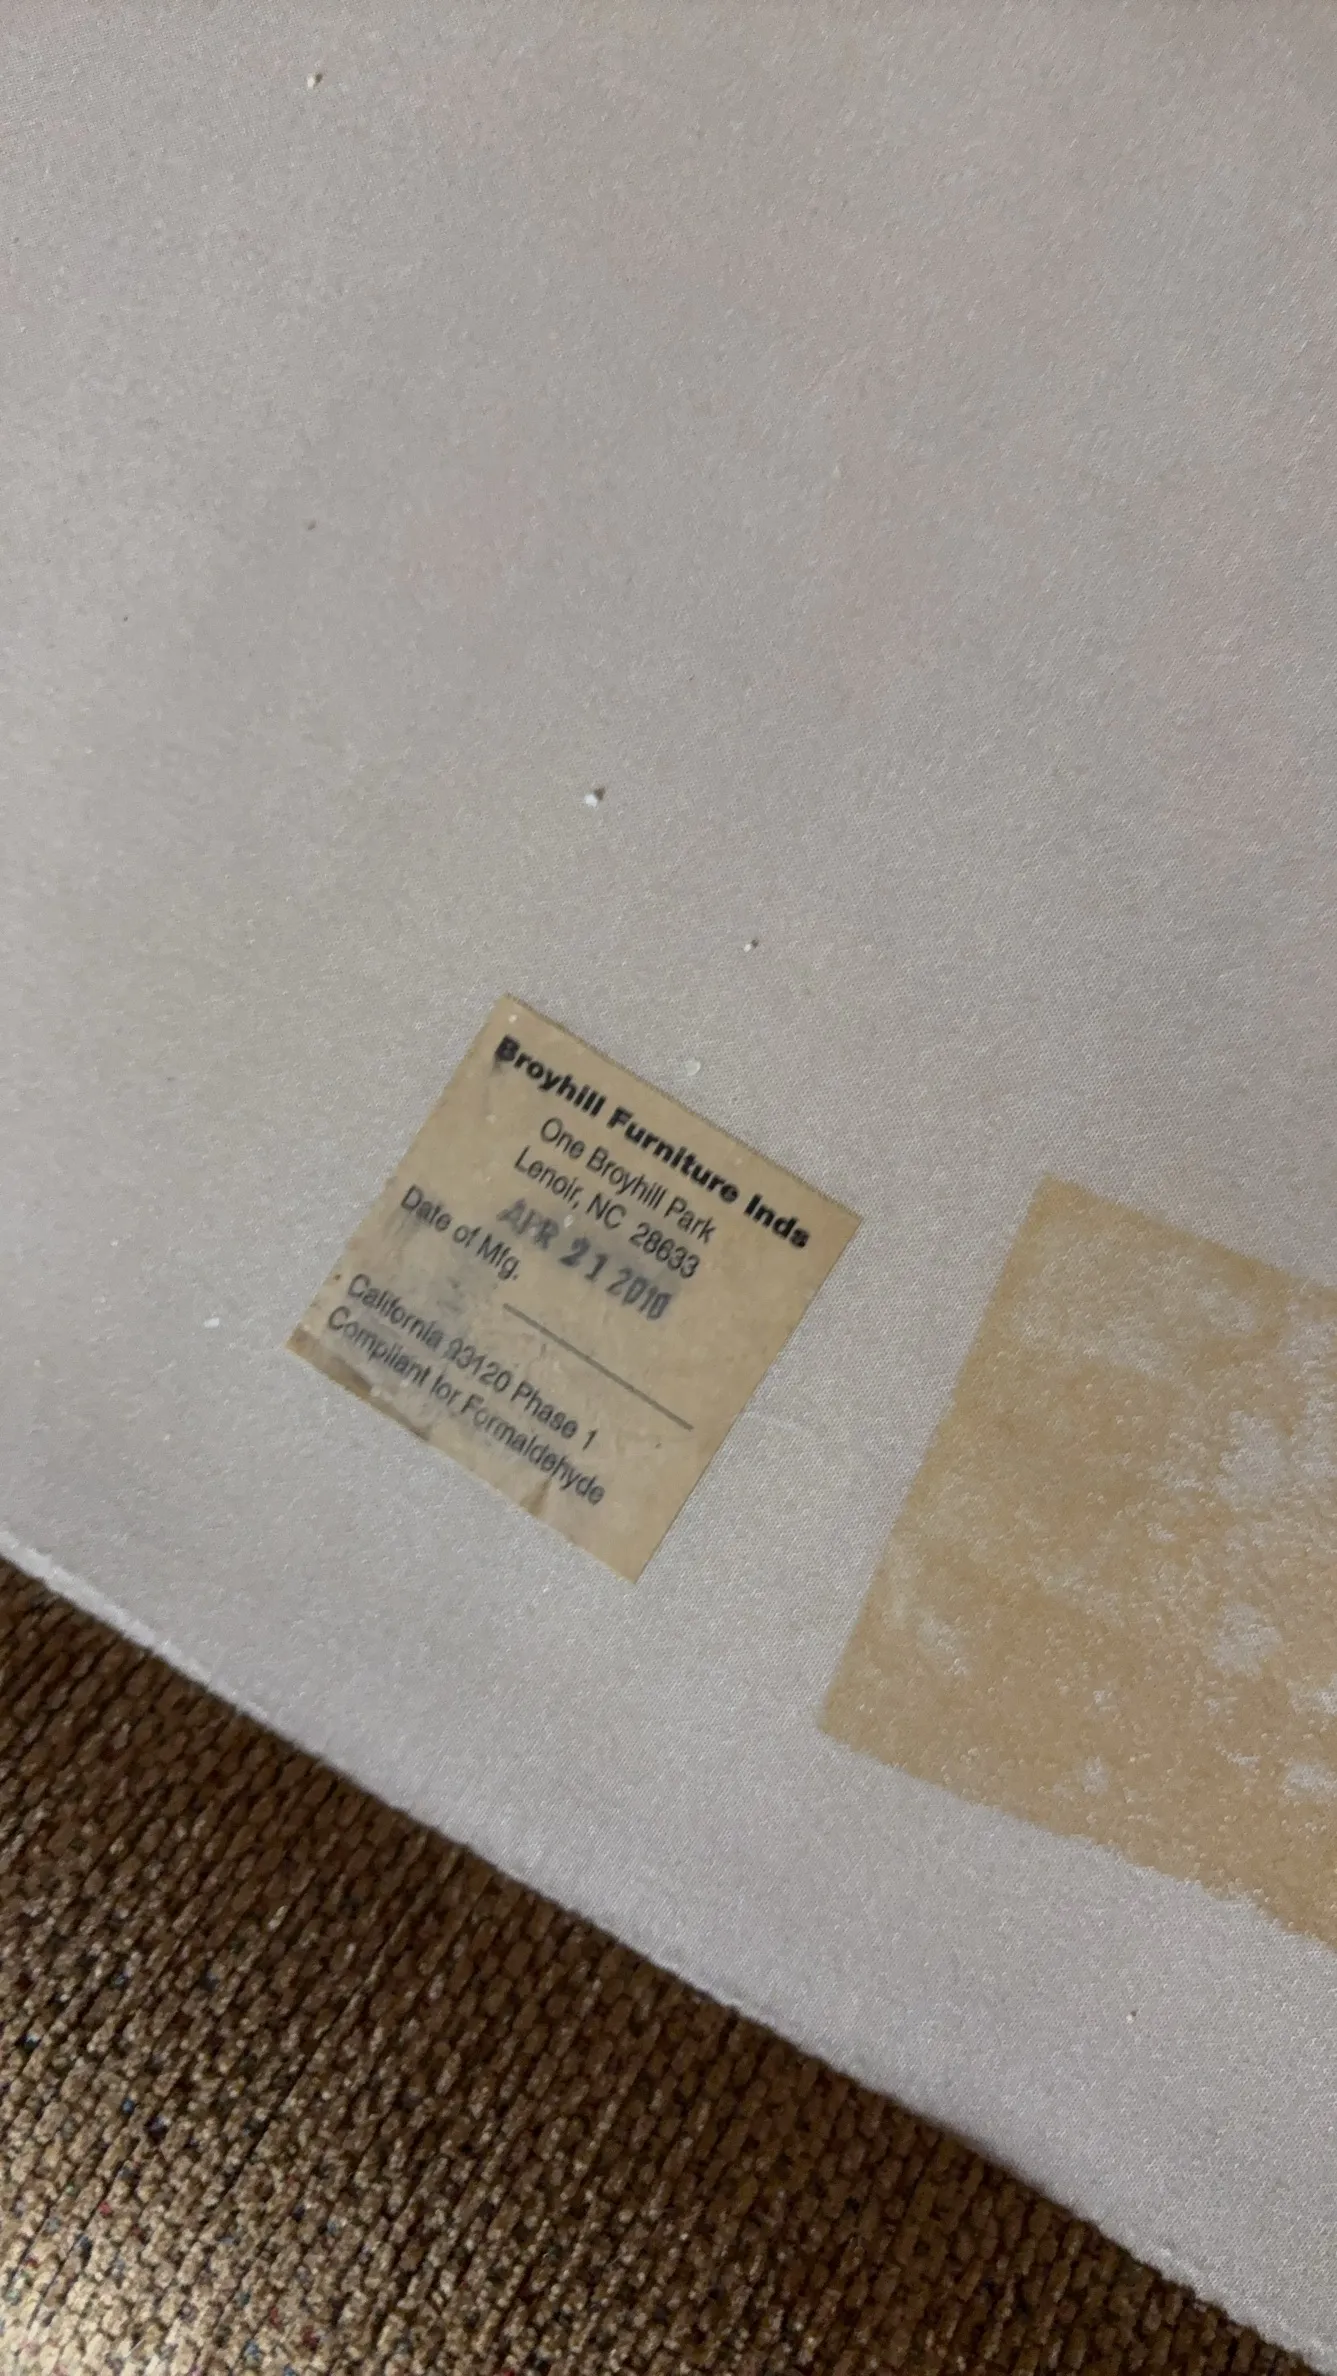 Broyhill Furniture Inds
One Broyhill Park
Lenoir, NC 28633
APR 21 2010
Date of Mfg.
California 93120 Phase 1
Compliant for Formaldehyde